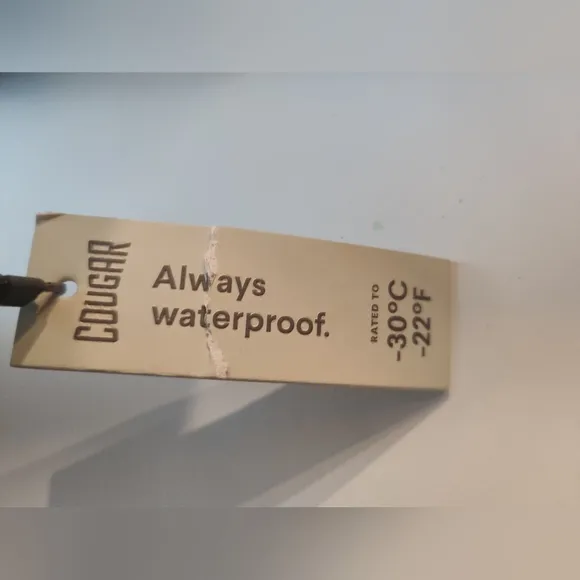 COUGAR
Always
waterproof.
RATED TO
-30°C
-22°F